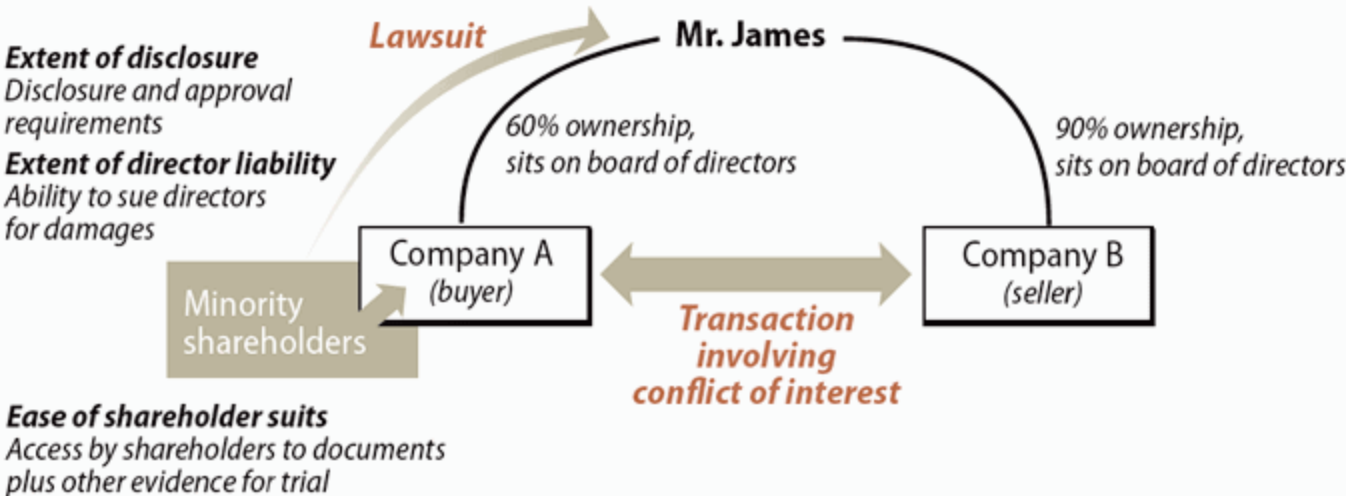 Lawsuit
Mr. James
Extent of disclosure
Disclosure and approval
requirements
Extent of director liability
Ability to sue directors
for damages
60% ownership,
sits on board of directors
90% ownership,
sits on board of directors
Company A
(buyer)
Company B
(seller)
Minority
shareholders
Transaction
involving
conflict of interest
Ease of shareholder suits
Access by shareholders to documents
plus other evidence for trial